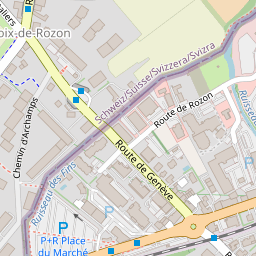 oix-de-Rozon
Schweiz/Suisse/Svizzera/Svizra
Chemin d'Archamps
Route de Rozon
Route de Genève
Ruisseau des Fins
P
P
P+R Place
du Marché